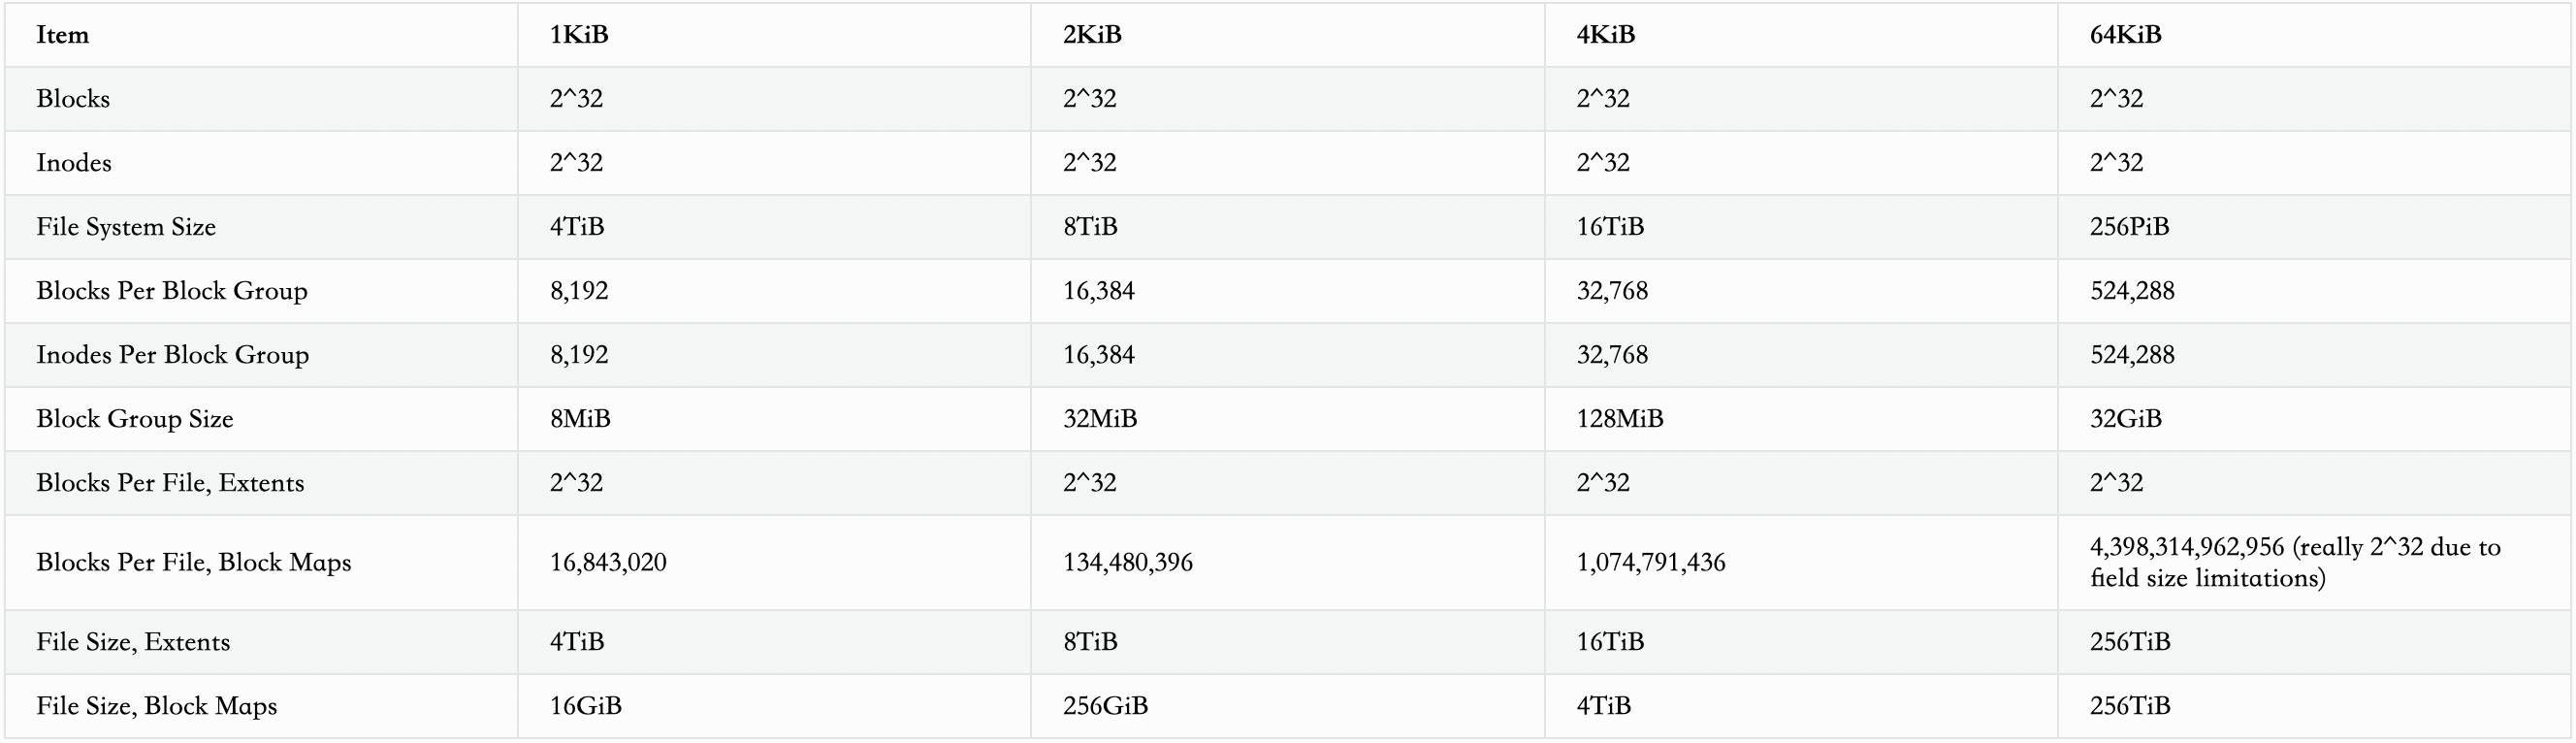 Item 1KiB 2KiB 4KiB 64KiB
Blocks 2^32 2^32 2^32 2^32
Inodes 2^32 2^32 2^32 2^32
File System Size 4TiB 8TiB 16TiB 256PiB
Blocks Per Block Group 8,192 16,384 32,768 524,288
Inodes Per Block Group 8,192 16,384 32,768 524,288
Block Group Size 8MiB 32MiB 128MiB 32GiB
Blocks Per File, Extents 2^32 2^32 2^32 2^32
Blocks Per File, Block Maps 16,843,020 134,480,396 1,074,791,436 4,398,314,962,956 (really 2^32 due to
field size limitations)
File Size, Extents 4TiB 8TiB 16TiB 256TiB
File Size, Block Maps 16GiB 256GiB 4TiB 256TiB